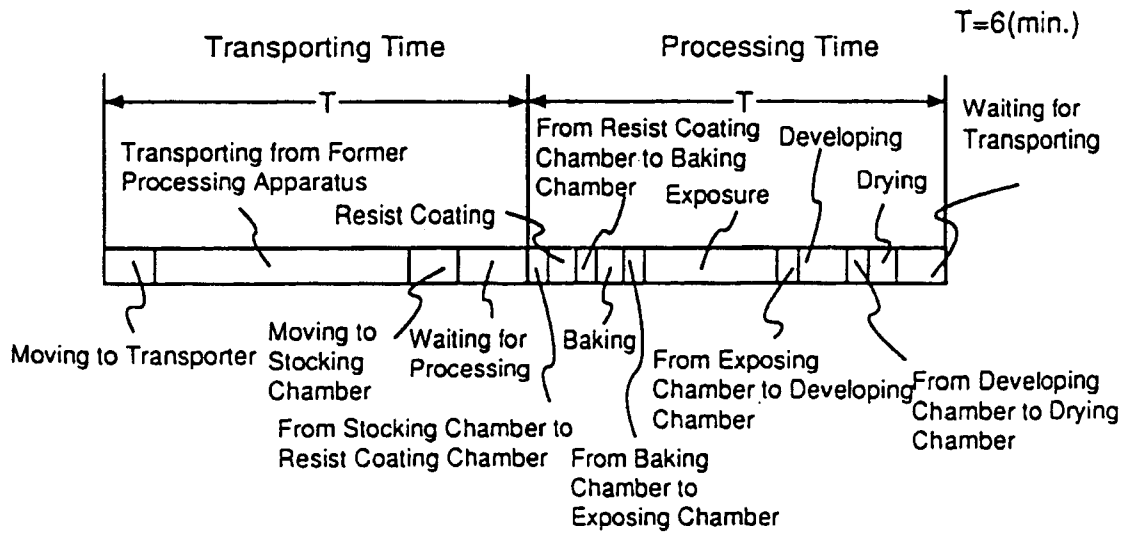 T=6(min.)
Transporting Time
Processing Time
T
T
Waiting for
Transporting
Transporting from Former
Processing Apparatus
Resist Coating
From Resist Coating
Chamber to Baking
Chamber
Exposure
Developing
Drying
Moving to Transporter
Moving to
Stocking
Chamber
Waiting for
Processing
Baking
From Stocking Chamber to
Resist Coating Chamber
From Baking
Chamber to
Exposing Chamber
From Exposing
Chamber to Developing
Chamber
From Developing
Chamber to Drying
Chamber